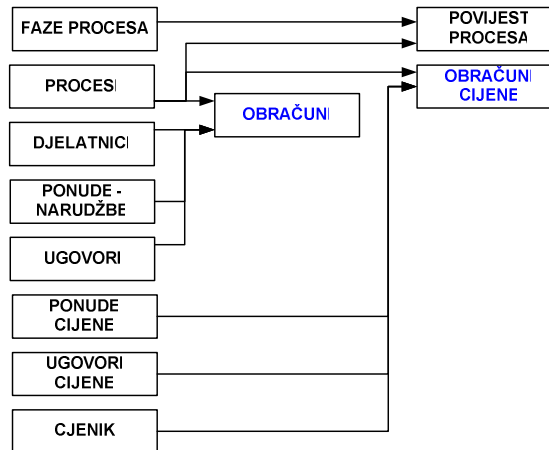 FAZE PROCESA
POVIJEST
PROCESA
PROCESI
OBRAČUNI
CIJENE
OBRAČUNI
DJELATNICI
PONUDE -
NARUDŽBE
UGOVORI
PONUDE
CIJENE
UGOVORI
CIJENE
CJENIK